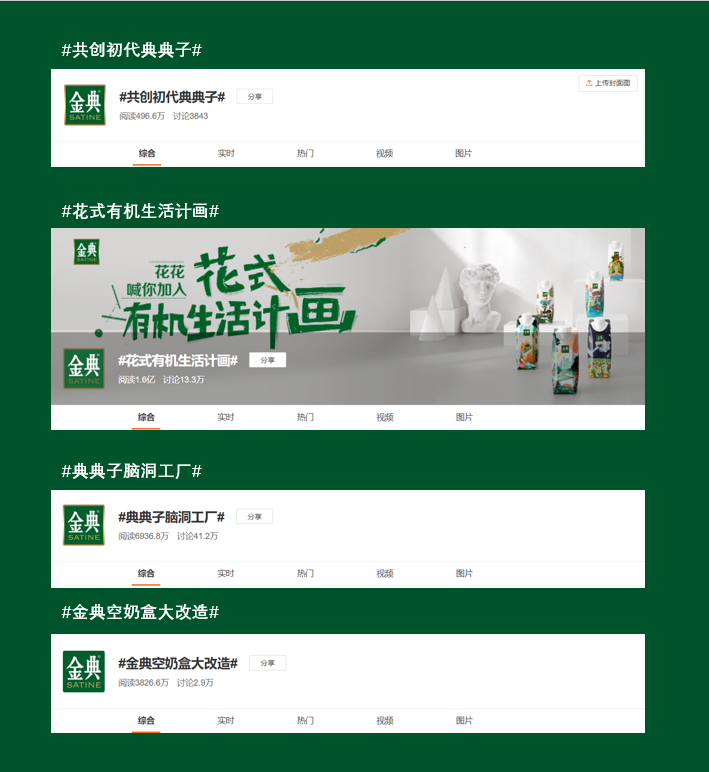 #共创初代典典子#
金典
SATINE
#共创初代典典子#
分享
上传封面图
阅读496.6万 讨论3843
综合 实时 热门 视频 图片
#花式有机生活计画#
金典
花花
喊你加入
花式
有机生活计画
金典
SATINE
#花式有机生活计画#
分享
阅读1.6亿 讨论13.3万
综合 实时 热门 视频 图片
#典典子脑洞工厂#
金典
SATINE
#典典子脑洞工厂#
分享
阅读6936.8万 讨论41.2万
综合 实时 热门 视频 图片
#金典空奶盒大改造#
金典
SATINE
#金典空奶盒大改造#
分享
阅读3826.6万 讨论2.9万
综合 实时 热门 视频 图片